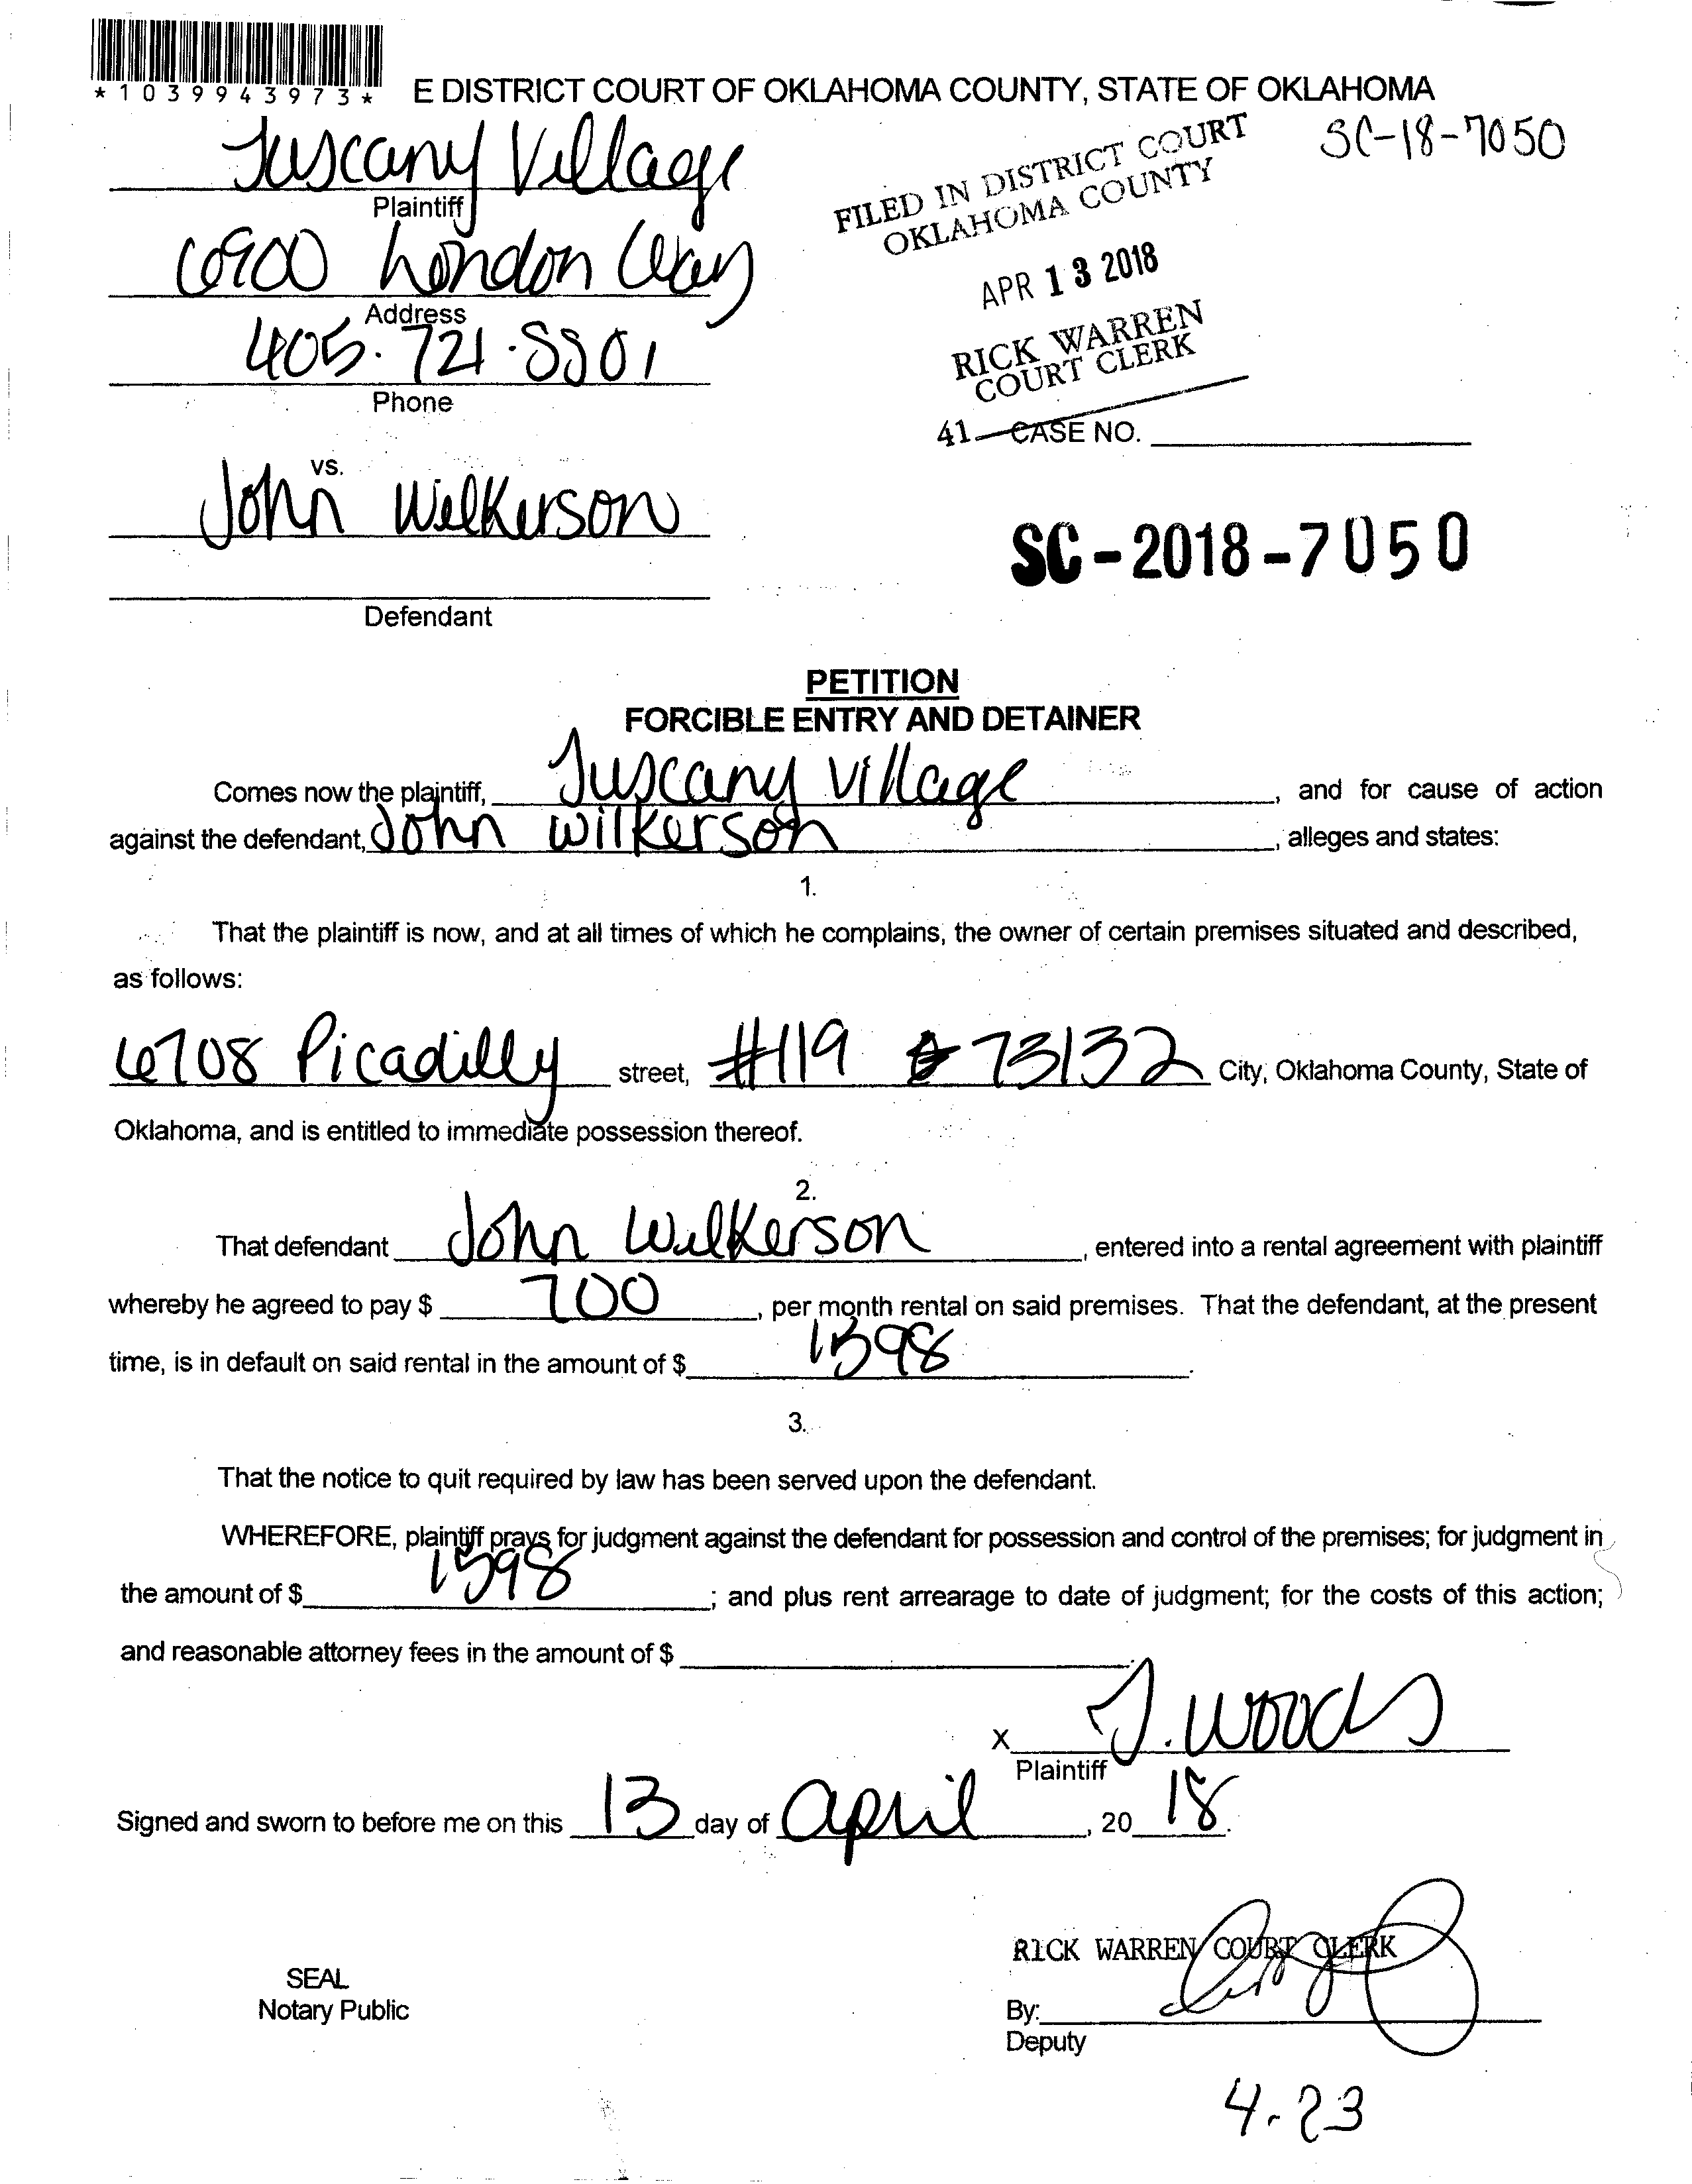 *1039943973*
E DISTRICT COURT OF OKLAHOMA COUNTY, STATE OF OKLAHOMA
SC-18-7050
Tuscany Village
Plaintiff
6900 London Way
Address
405.721.5501
Phone
FILED IN DISTRICT COURT
OKLAHOMA COUNTY
APR 13 2018
RICK WARREN
COURT CLERK
41 CASE NO.
vs.
John Wilkerson
Defendant
SC-2018-7050
PETITION
FORCIBLE ENTRY AND DETAINER
Comes now the plaintiff, Tuscany Village, and for cause of action
against the defendant, John Wilkerson, alleges and states:
1.
That the plaintiff is now, and at all times of which he complains, the owner of certain premises situated and described,
as follows:
6708 Picadilly street, #119 73132 City, Oklahoma County, State of
Oklahoma, and is entitled to immediate possession thereof.
2.
That defendant John Wilkerson, entered into a rental agreement with plaintiff
whereby he agreed to pay $ 700, per month rental on said premises. That the defendant, at the present
time, is in default on said rental in the amount of $ 1598.
3.
That the notice to quit required by law has been served upon the defendant.
WHEREFORE, plaintiff prays for judgment against the defendant for possession and control of the premises; for judgment in
the amount of $ 1598; and plus rent arrearage to date of judgment; for the costs of this action;
and reasonable attorney fees in the amount of $ .
X J. Woods
Plaintiff
Signed and sworn to before me on this 13 day of April, 20 18.
RICK WARREN COURT CLERK
SEAL
Notary Public
By:
Deputy
4-23